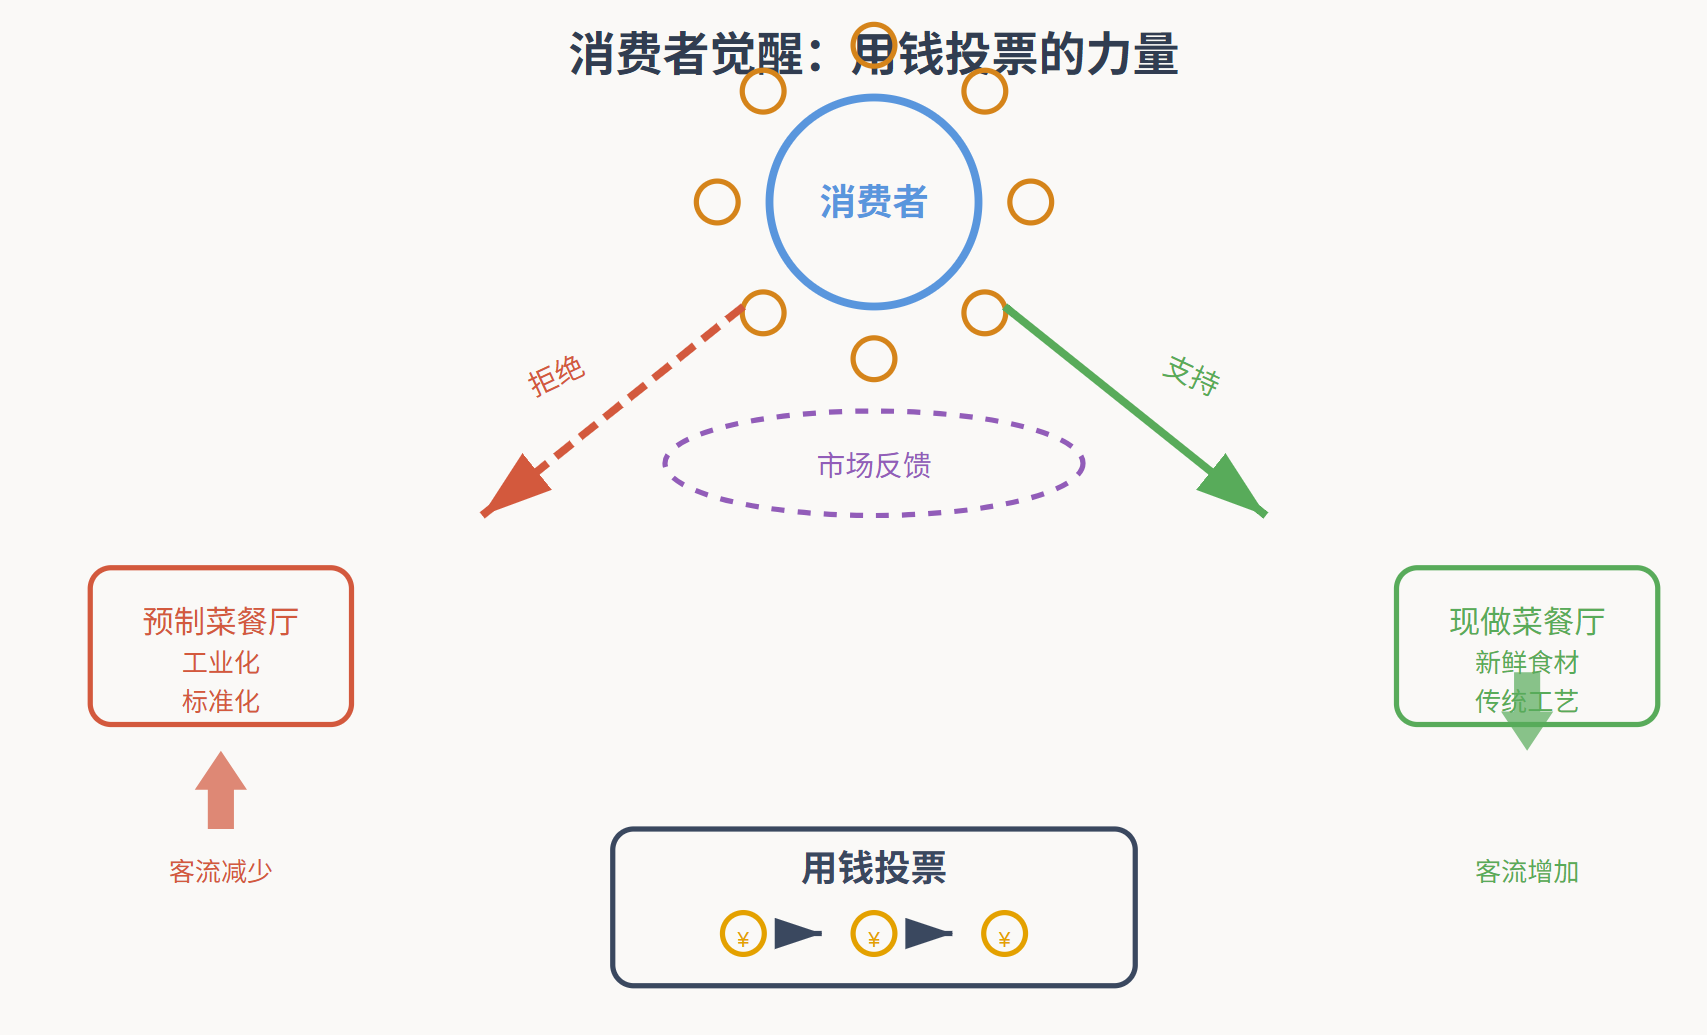 消费者觉醒：用钱投票的力量
消费者
拒绝
支持
市场反馈
预制菜餐厅
工业化
标准化
现做菜餐厅
新鲜食材
传统工艺
客流减少
客流增加
用钱投票
¥ ¥ ¥